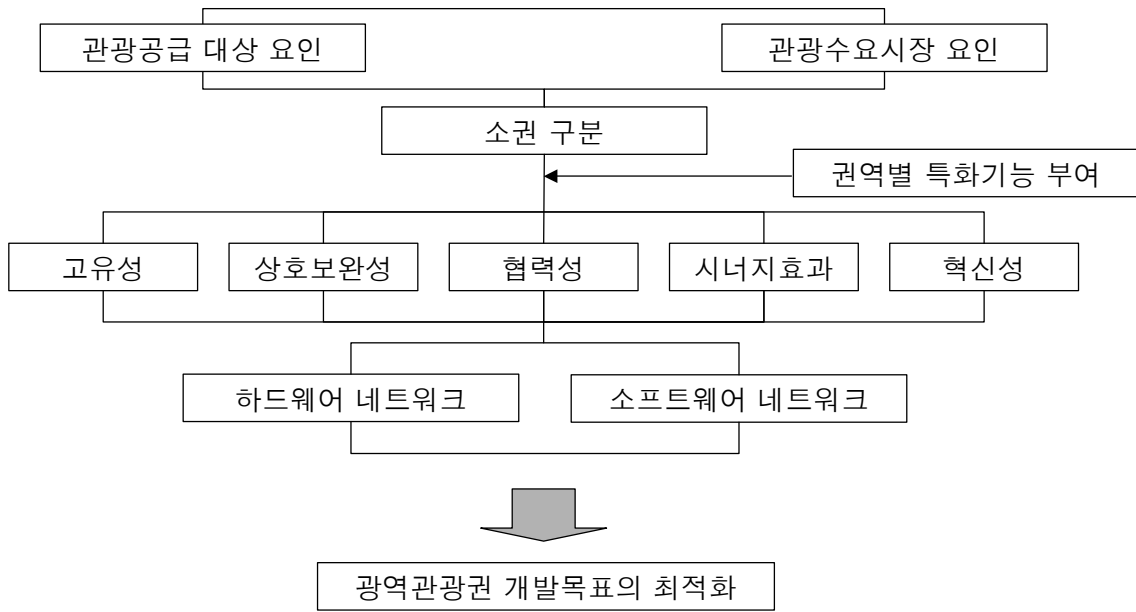 관광공급 대상 요인
관광수요시장 요인
소권 구분
권역별 특화기능 부여
고유성
상호보완성
협력성
시너지효과
혁신성
하드웨어 네트워크
소프트웨어 네트워크
광역관광권 개발목표의 최적화